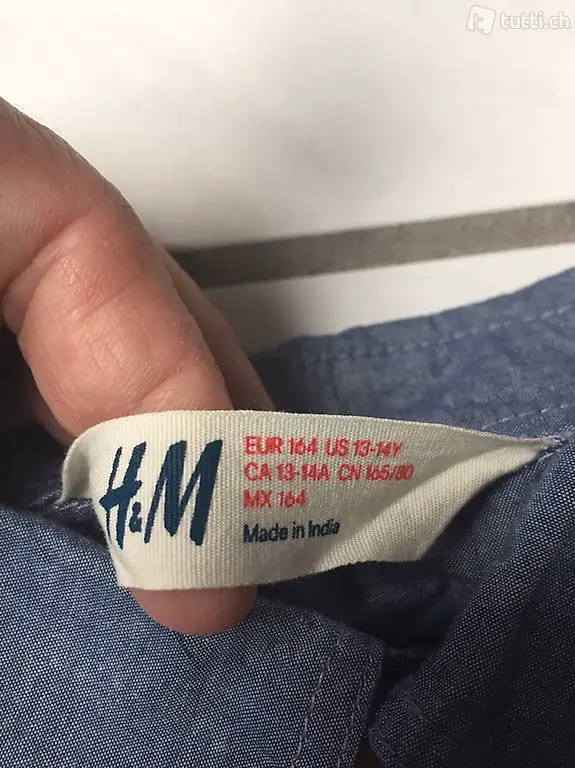 tutti.ch
H&M
EUR 164 US 13-14Y
CA 13-14A CN 165/80
MX 164
Made in India